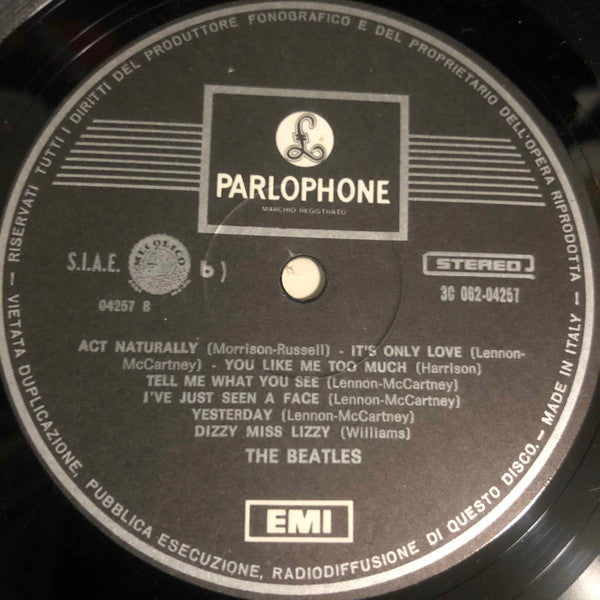 — RISERVATI TUTTI I DIRITTI DEL PRODUTTORE FONOGRAFICO E DEL PROPRIETARIO DELL'OPERA RIPRODOTTA
— VIETATA DUPLICAZIONE, PUBBLICA ESECUZIONE, RADIODIFFUSIONE DI QUESTO DISCO. — MADE IN ITALY —
£
PARLOPHONE
MARCHIO REGISTRATO
S.I.A.E.
MECOLICO
b)
04257 B
STEREO
3C 062-04257
ACT NATURALLY (Morrison-Russell) - IT'S ONLY LOVE (Lennon-
McCartney) - YOU LIKE ME TOO MUCH (Harrison)
TELL ME WHAT YOU SEE (Lennon-McCartney)
I'VE JUST SEEN A FACE (Lennon-McCartney)
YESTERDAY (Lennon-McCartney)
DIZZY MISS LIZZY (Williams)
THE BEATLES
EMI